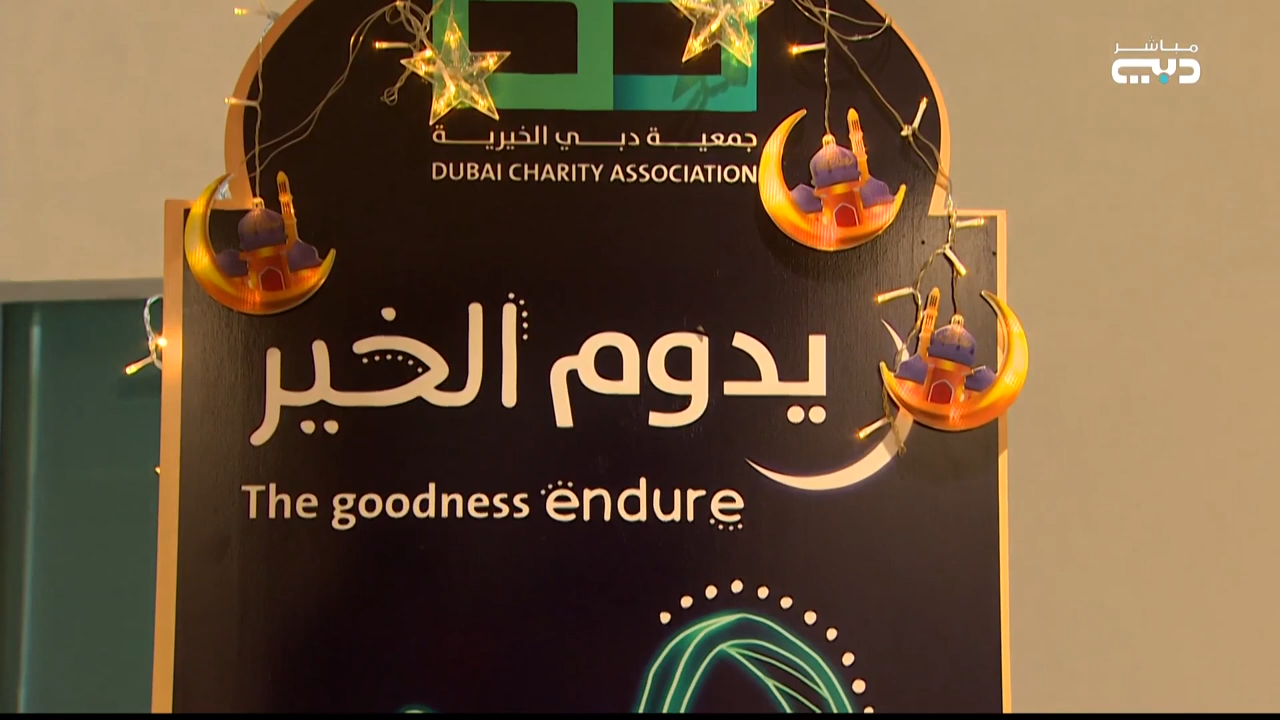 مباشر
دبي
جمعية دبي الخيرية
DUBAI CHARITY ASSOCIATION
يدوم الخير
The goodness endure